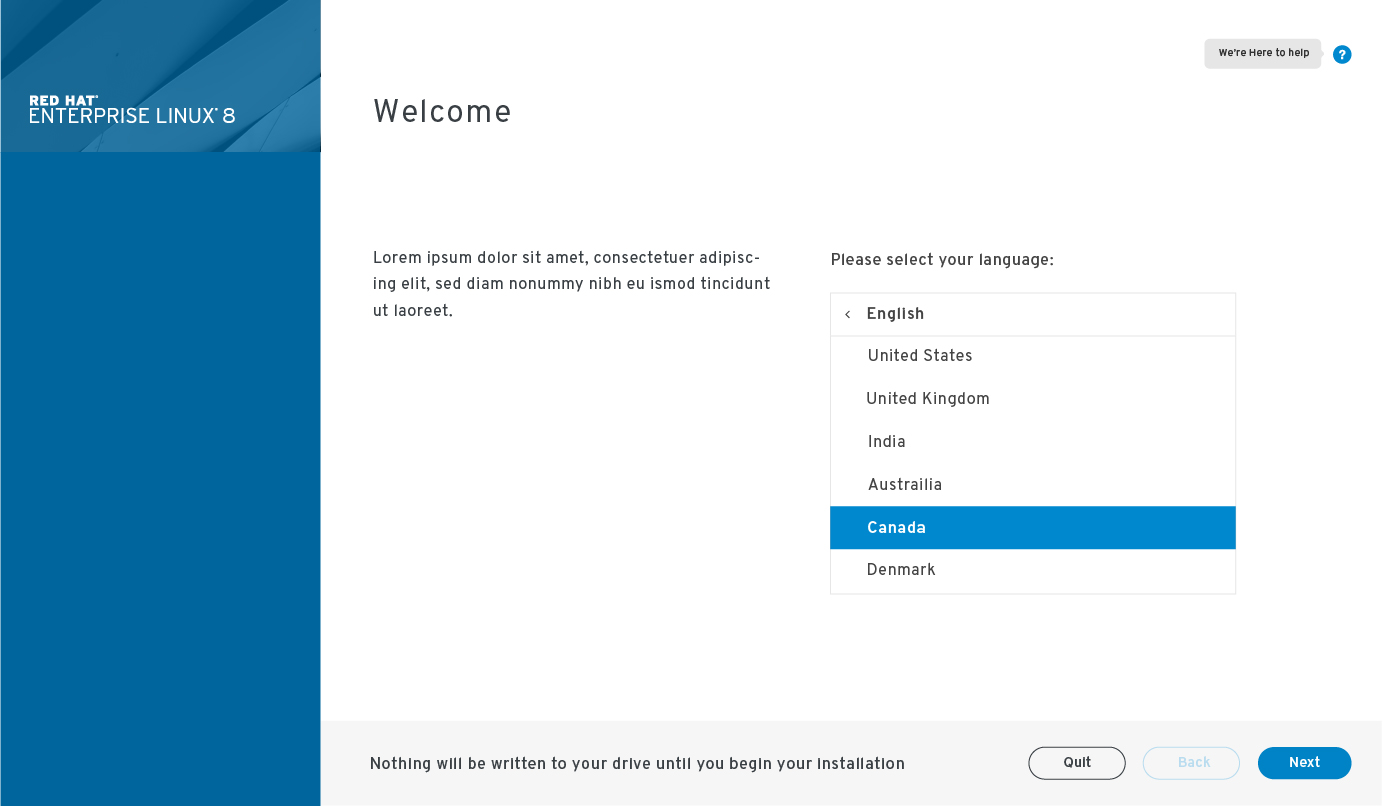 RED HAT®
ENTERPRISE LINUX® 8
We're Here to help
?
Welcome
Lorem ipsum dolor sit amet, consectetuer adipisc-
ing elit, sed diam nonummy nibh eu ismod tincidunt
ut laoreet.
Please select your language:
< English
United States
United Kingdom
India
Austrailia
Canada
Denmark
Nothing will be written to your drive until you begin your installation
Quit
Back
Next